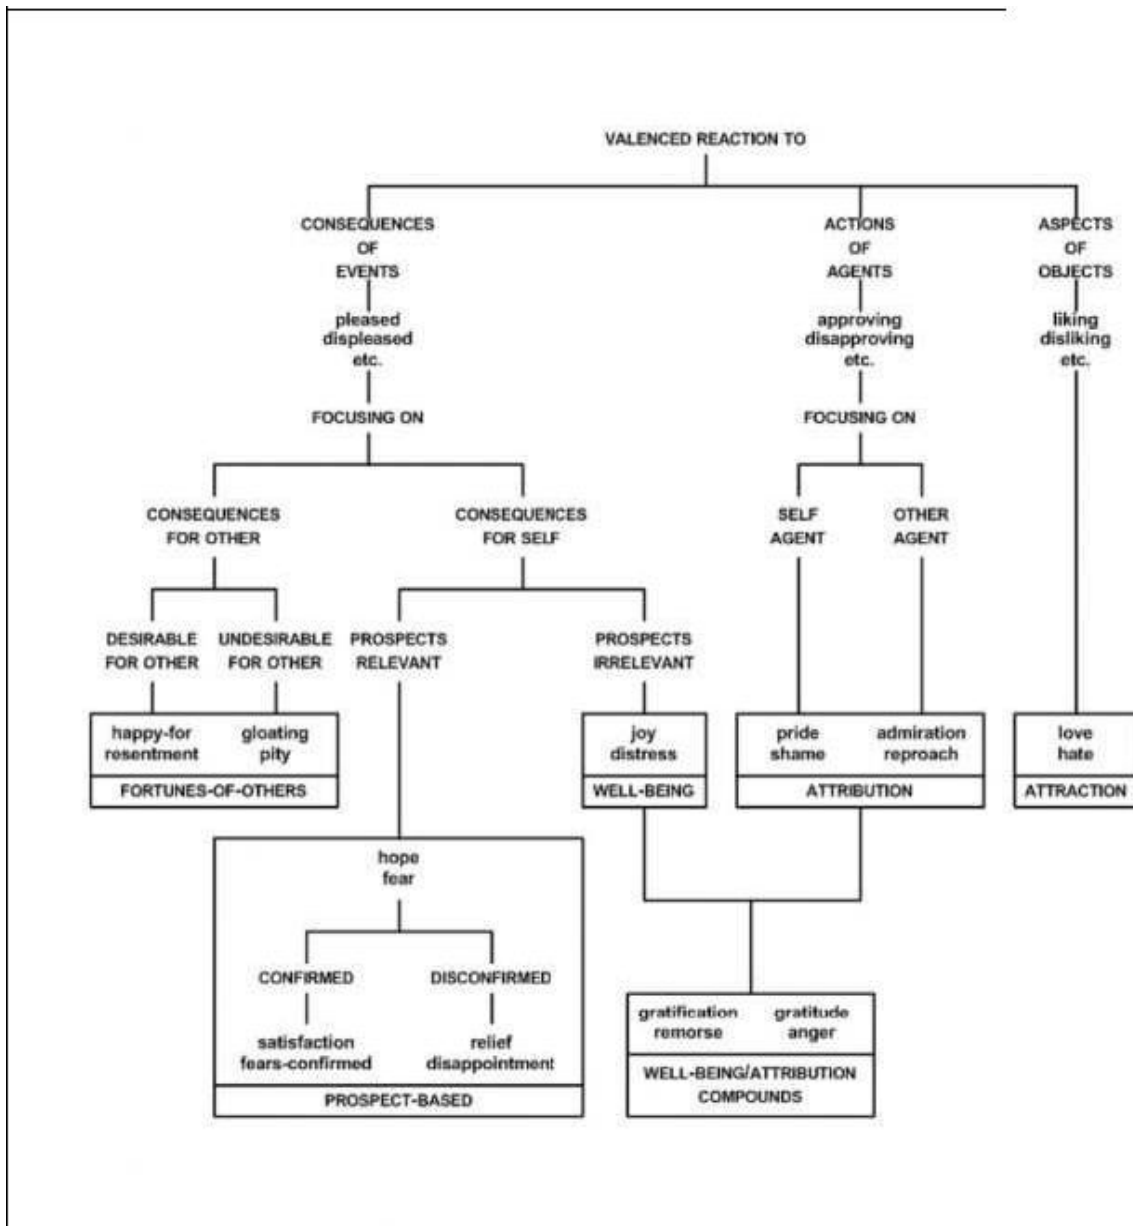 VALENCED REACTION TO
CONSEQUENCES
OF
EVENTS
ACTIONS
OF
AGENTS
ASPECTS
OF
OBJECTS
pleased
displeased
etc.
approving
disapproving
etc.
liking
disliking
etc.
FOCUSING ON
FOCUSING ON
CONSEQUENCES
FOR OTHER
CONSEQUENCES
FOR SELF
SELF
AGENT
OTHER
AGENT
DESIRABLE
FOR OTHER
UNDESIRABLE
FOR OTHER
PROSPECTS
RELEVANT
PROSPECTS
IRRELEVANT
happy-for
resentment
gloating
pity
FORTUNES-OF-OTHERS
joy
distress
WELL-BEING
pride
shame
admiration
reproach
ATTRIBUTION
love
hate
ATTRACTION
hope
fear
CONFIRMED
DISCONFIRMED
satisfaction
fears-confirmed
relief
disappointment
PROSPECT-BASED
gratification
remorse
gratitude
anger
WELL-BEING/ATTRIBUTION
COMPOUNDS